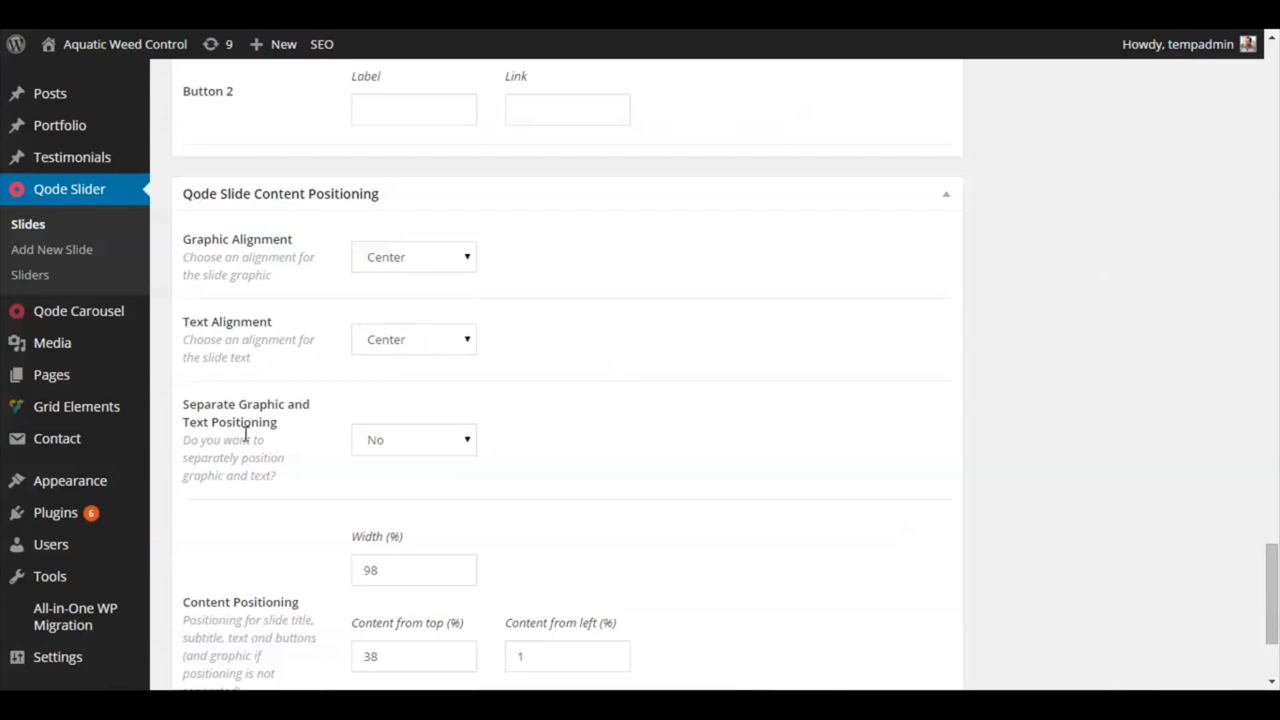 Aquatic Weed Control 9 New SEO Howdy, tempadmin
Posts
Portfolio
Testimonials
Qode Slider
Slides
Add New Slide
Sliders
Qode Carousel
Media
Pages
Grid Elements
Contact
Appearance
Plugins 6
Users
Tools
All-in-One WP
Migration
Settings
Label Link
Button 2
Qode Slide Content Positioning
Graphic Alignment
Choose an alignment for
the slide graphic
Center
Text Alignment
Choose an alignment for
the slide text
Center
Separate Graphic and
Text Positioning
Do you want to
separately position
graphic and text?
No
Width (%)
98
Content Positioning
Positioning for slide title,
subtitle, text and buttons
(and graphic if
positioning is not
Content from top (%) Content from left (%)
38 1